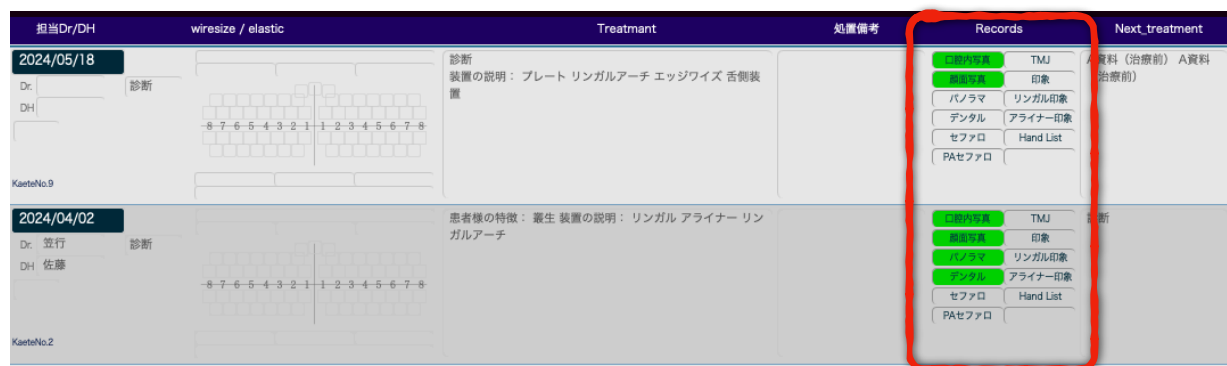 担当Dr/DH wiresize / elastic Treatmant 処置備考 Records Next_treatment
2024/05/18
Dr. 診断
DH
KaeteNo.9
8 7 6 5 4 3 2 1 1 2 3 4 5 6 7 8
診断
装置の説明： プレート リンガルアーチ エッジワイズ 舌側装
置
口腔内写真 TMJ
顔面写真 印象
パノラマ リンガル印象
デンタル アライナー印象
セファロ Hand List
PAセファロ
資料（治療前） A資料
治療前）
2024/04/02
Dr. 笠行 診断
DH 佐藤
KaeteNo.2
8 7 6 5 4 3 2 1 1 2 3 4 5 6 7 8
患者様の特徴： 叢生 装置の説明： リンガル アライナー リン
ガルアーチ
口腔内写真 TMJ
顔面写真 印象
パノラマ リンガル印象
デンタル アライナー印象
セファロ Hand List
PAセファロ
診断